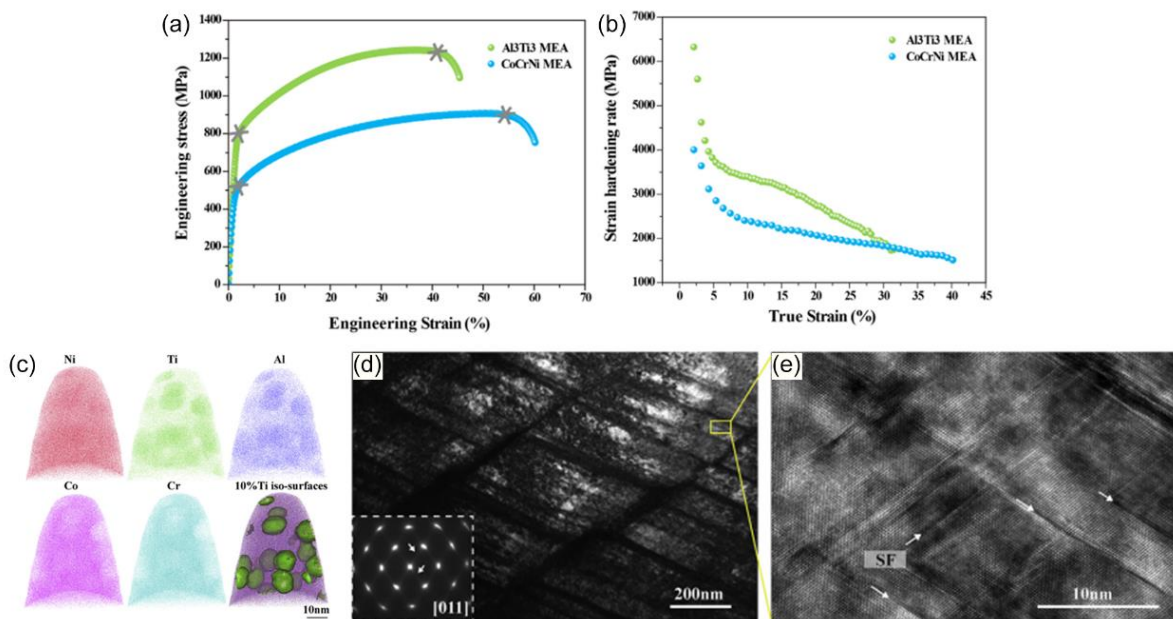 (a)
1400
1200
1000
800
600
400
200
0
Engineering stress (MPa)
Al3Ti3 MEA
CoCrNi MEA
0 10 20 30 40 50 60 70
Engineering Strain (%)
(b)
7000
6000
5000
4000
3000
2000
1000
Strain hardening rate (MPa)
Al3Ti3 MEA
CoCrNi MEA
0 5 10 15 20 25 30 35 40 45
True Strain (%)
(c)
Ni Ti Al
Co Cr 10%Ti iso-surfaces
10nm
(d)
[011]
200nm
(e)
SF
10nm